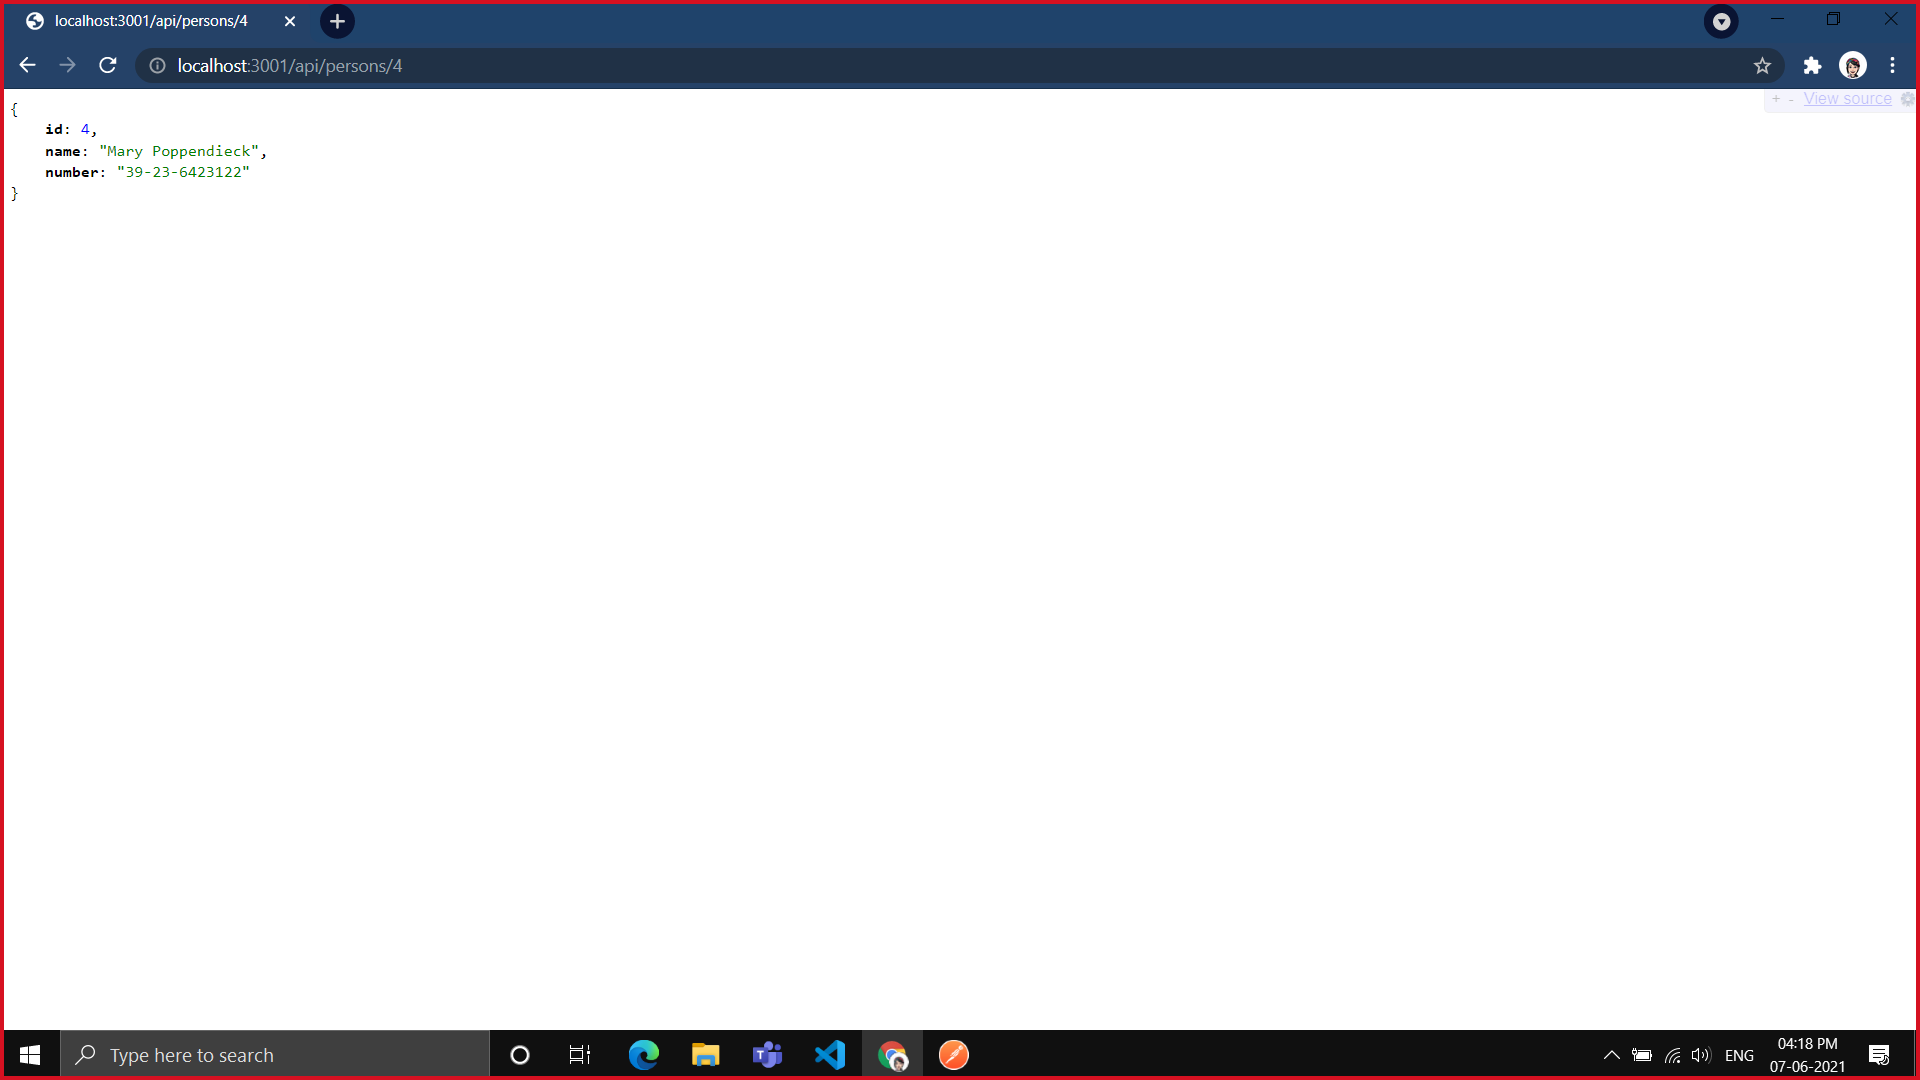 localhost:3001/api/persons/4
localhost:3001/api/persons/4
+ - View source
{
id: 4,
name: "Mary Poppendieck",
number: "39-23-6423122"
}
Type here to search
ENG
04:18 PM
07-06-2021